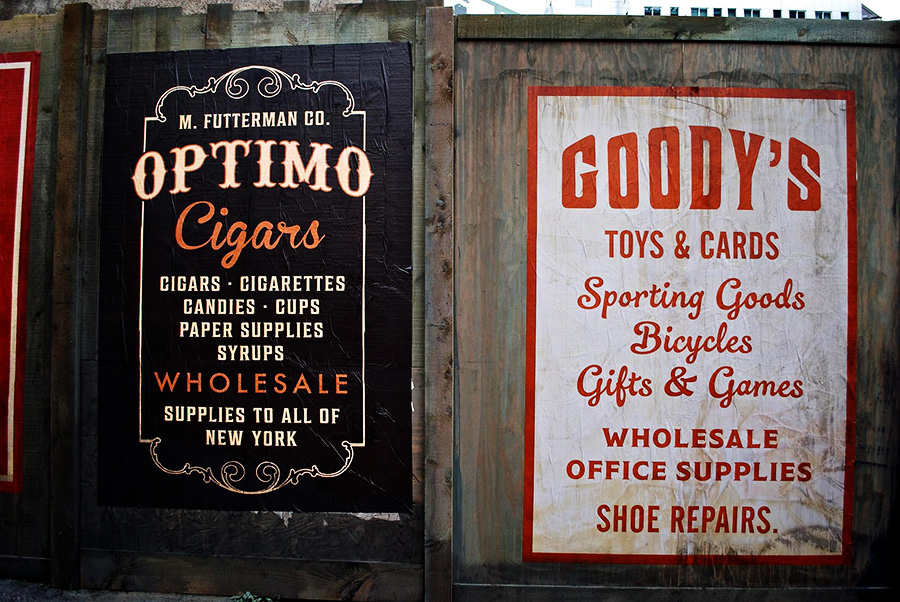 M. FUTTERMAN CO.
OPTIMO
Cigars
CIGARS · CIGARETTES
CANDIES · CUPS
PAPER SUPPLIES
SYRUPS
WHOLESALE
SUPPLIES TO ALL OF
NEW YORK
GOODY'S
TOYS & CARDS
Sporting Goods
Bicycles
Gifts & Games
WHOLESALE
OFFICE SUPPLIES
SHOE REPAIRS.